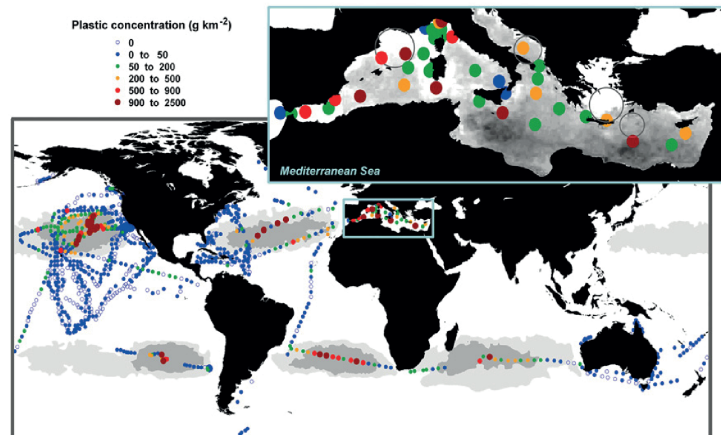 Plastic concentration (g km-2)
0
0 to 50
50 to 200
200 to 500
500 to 900
900 to 2500
Mediterranean Sea